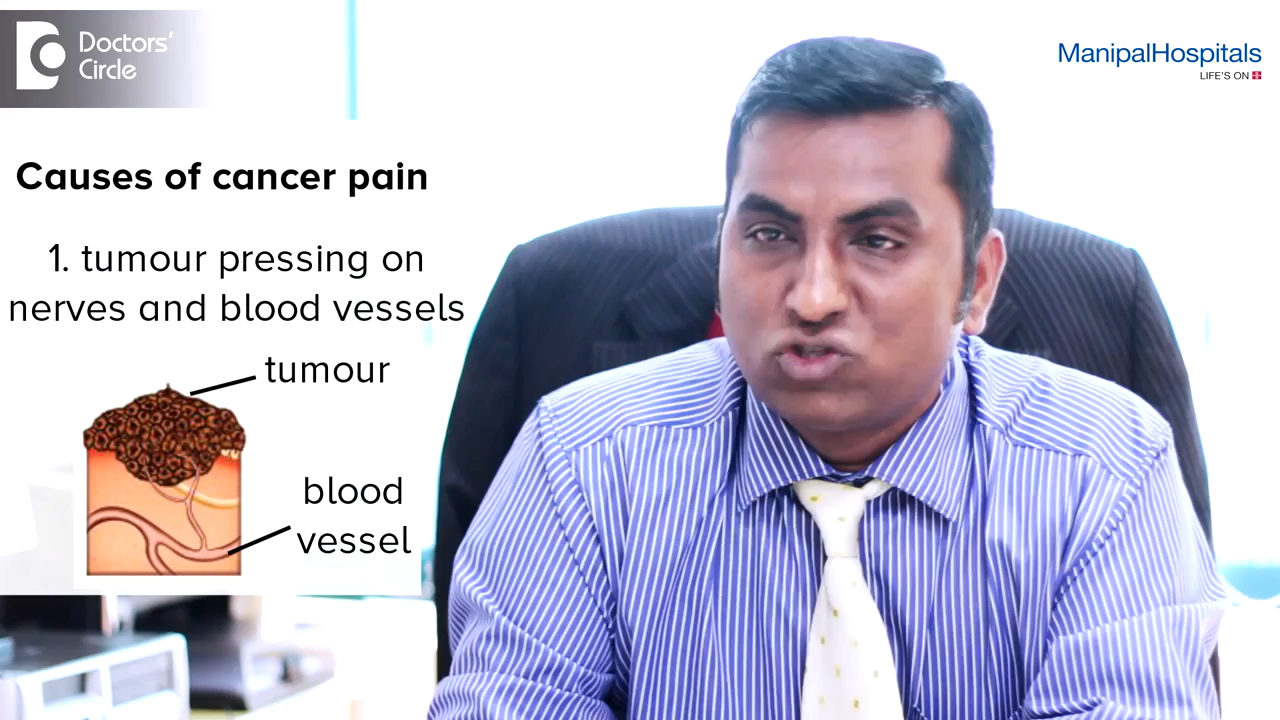 Doctors'
Circle
ManipalHospitals
LIFE'S ON
Causes of cancer pain
1. tumour pressing on
nerves and blood vessels
tumour
blood
vessel